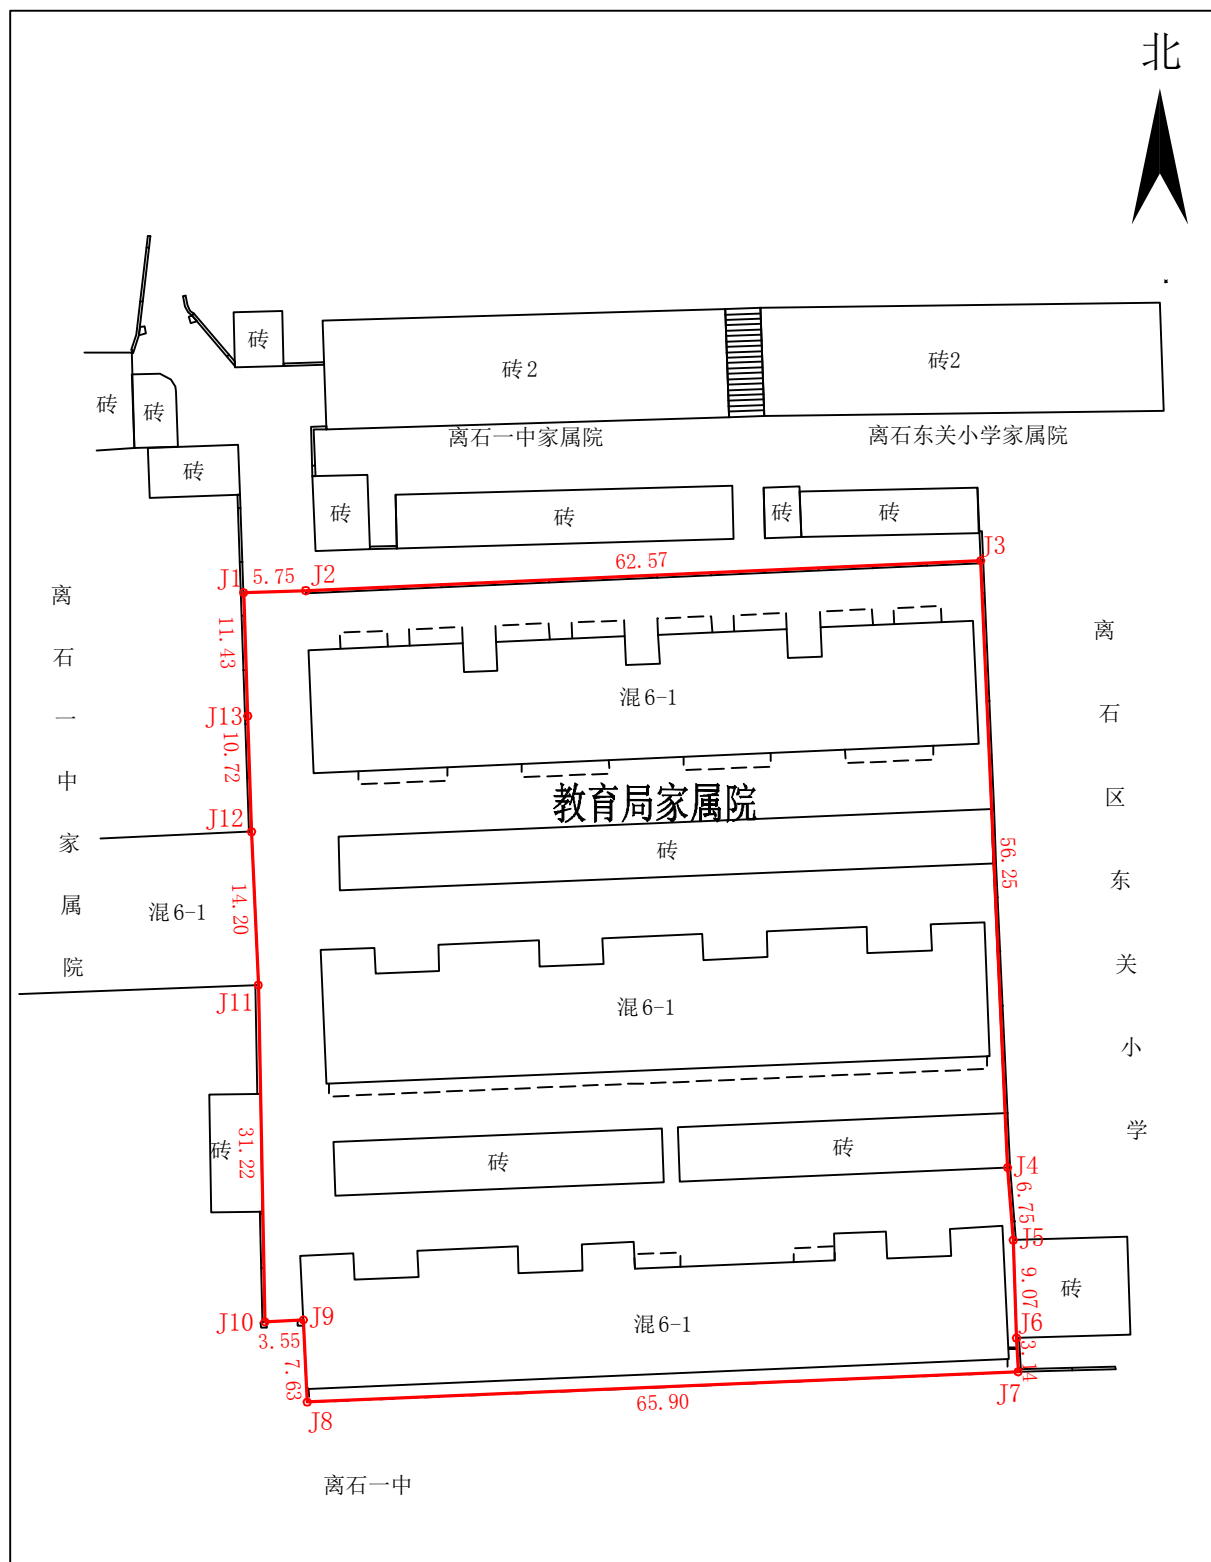 北
砖
砖2
砖2
砖
砖
砖
离石一中家属院
离石东关小学家属院
砖
砖
砖
砖
J1
5.75
J2
62.57
J3
离石一中家属院
11.43
离石区东关小学
混6-1
J13
10.72
教育局家属院
J12
砖
56.25
14.20
混6-1
J11
混6-1
31.22
砖
砖
砖
J4
6.75
J5
9.07
砖
J10
J9
混6-1
J6
3.55
3.14
7.63
65.90
J7
J8
离石一中